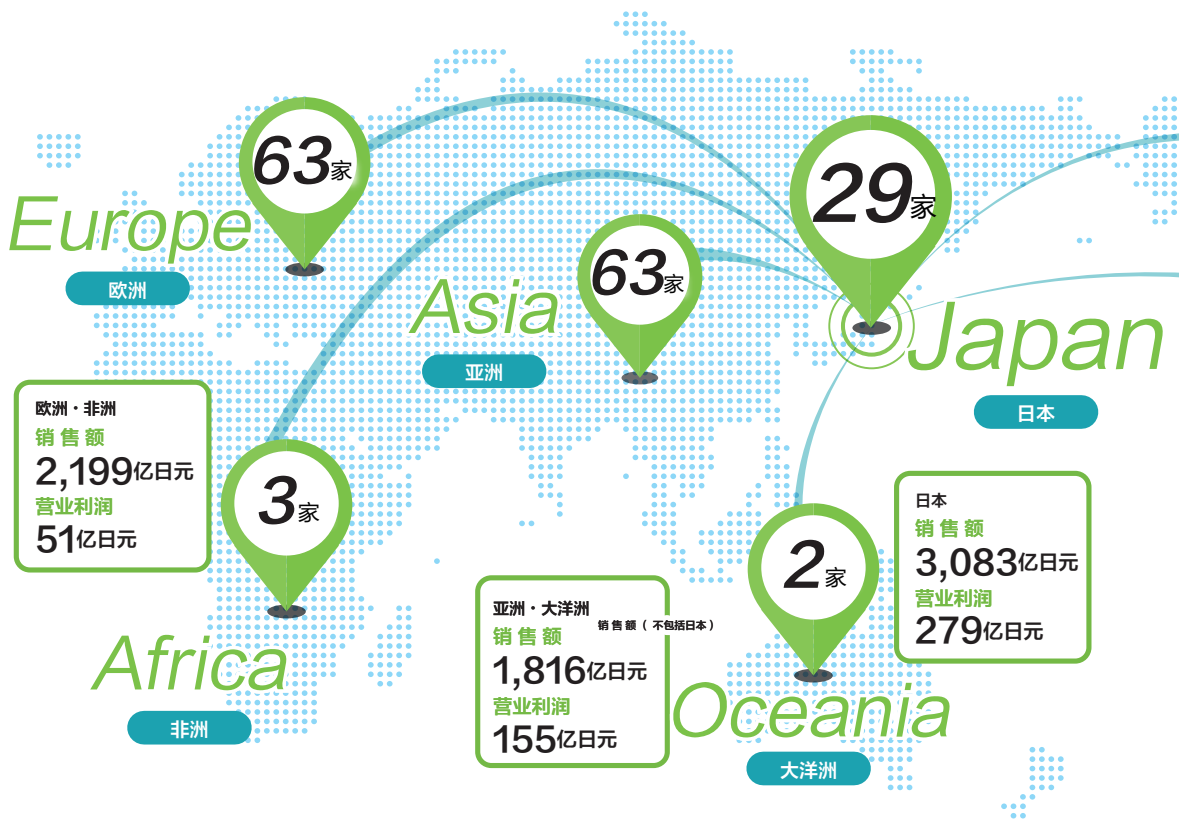 63家
Europe
欧洲
29家
63家
Asia
亚洲
Japan
日本
欧洲・非洲
销售额
2,199亿日元
营业利润
51亿日元
3家
Africa
非洲
日本
销售额
3,083亿日元
营业利润
279亿日元
2家
亚洲・大洋洲
销售额(不包括日本)
销售额
1,816亿日元
营业利润
155亿日元
Oceania
大洋洲